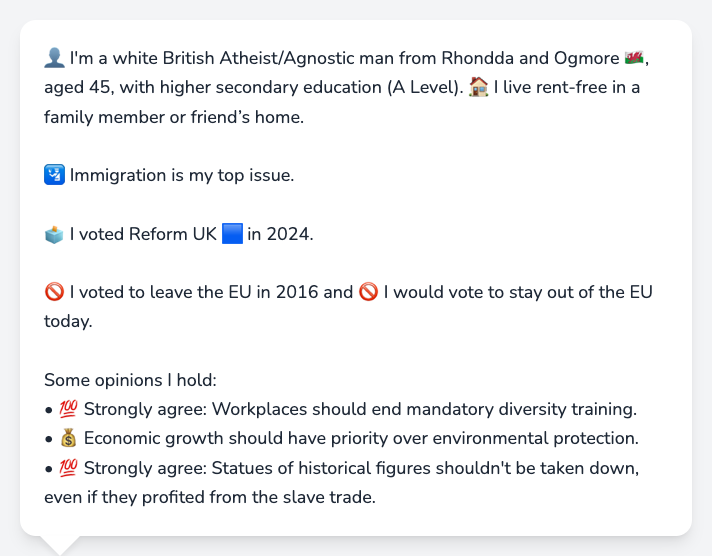 👤 I'm a white British Atheist/Agnostic man from Rhondda and Ogmore 🏴󠁧󠁢󠁷󠁬󠁳󠁿,
aged 45, with higher secondary education (A Level). 🏠 I live rent-free in a
family member or friend’s home.
🛂 Immigration is my top issue.
🗳️ I voted Reform UK 🟦 in 2024.
🚫 I voted to leave the EU in 2016 and 🚫 I would vote to stay out of the EU
today.
Some opinions I hold:
• 💯 Strongly agree: Workplaces should end mandatory diversity training.
• 💰 Economic growth should have priority over environmental protection.
• 💯 Strongly agree: Statues of historical figures shouldn't be taken down,
even if they profited from the slave trade.